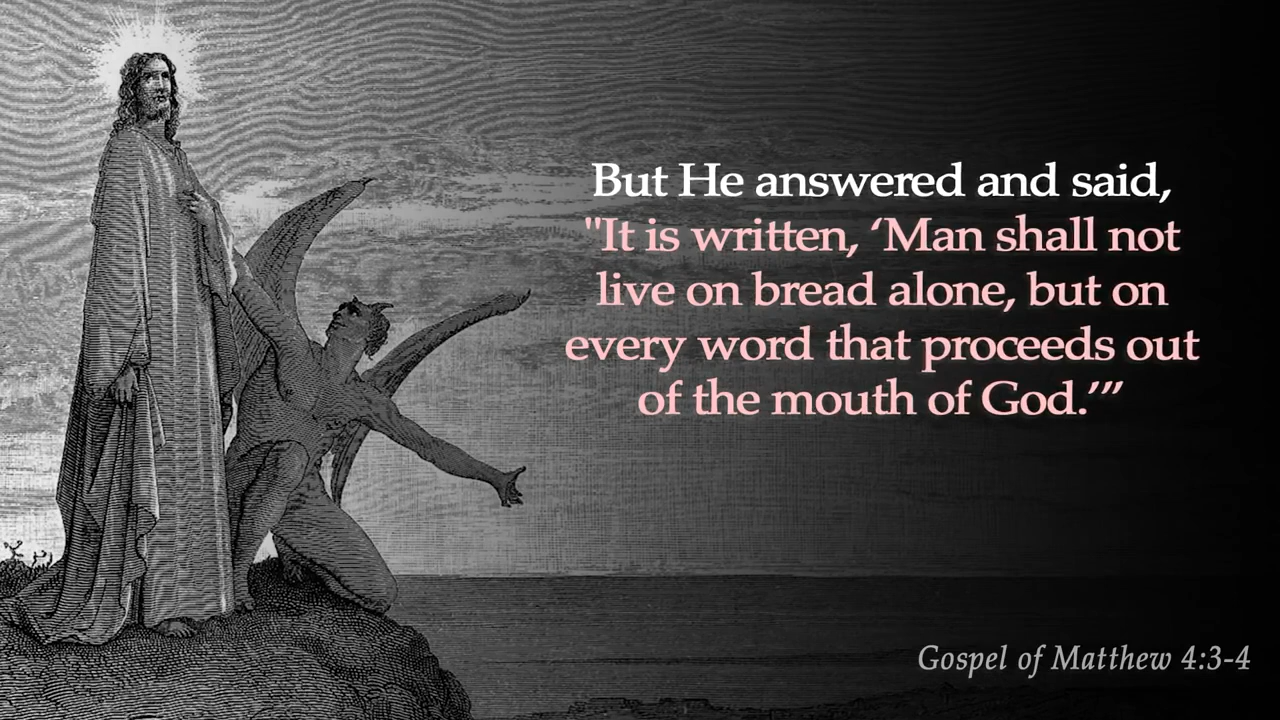 But He answered and said,
"It is written, ‘Man shall not
live on bread alone, but on
every word that proceeds out
of the mouth of God.’”
Gospel of Matthew 4:3-4